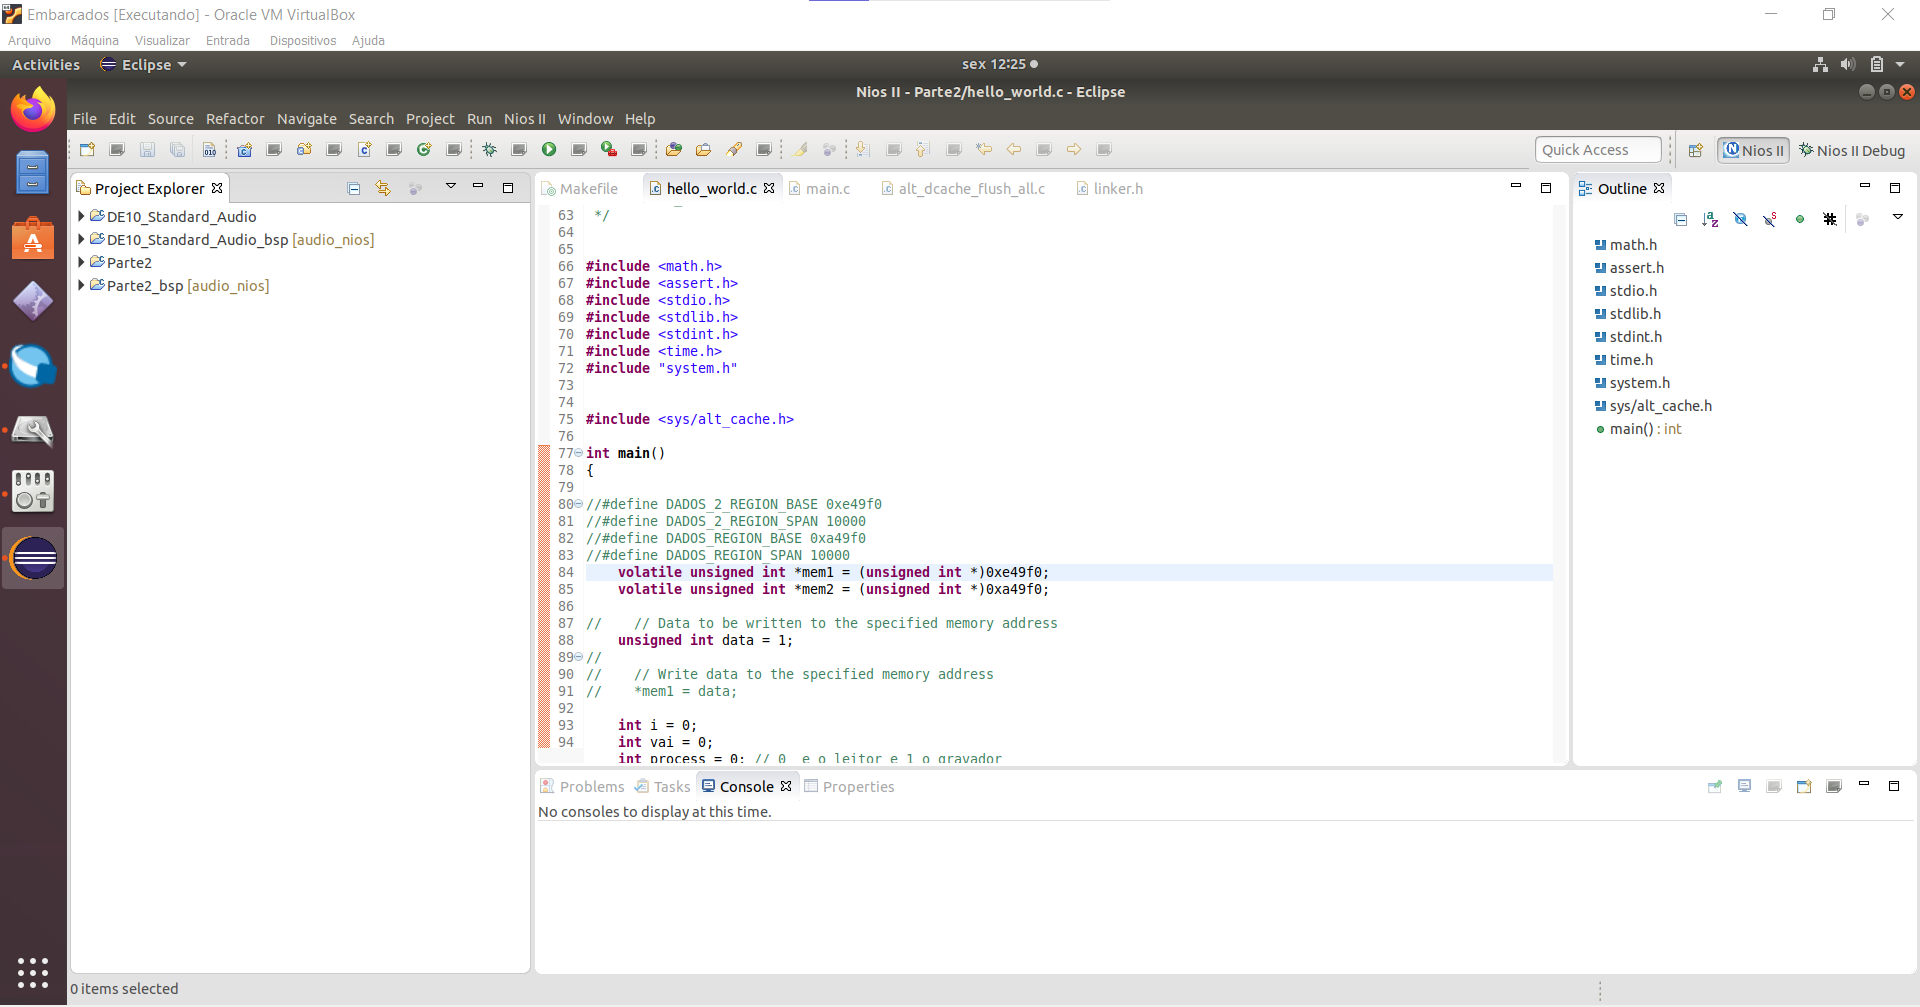 Embarcados [Executando] - Oracle VM VirtualBox
Arquivo Máquina Visualizar Entrada Dispositivos Ajuda
Activities Eclipse sex 12:25
Nios II - Parte2/hello_world.c - Eclipse
File Edit Source Refactor Navigate Search Project Run Nios II Window Help
010
Quick Access Nios II Nios II Debug
Project Explorer
DE10_Standard_Audio
DE10_Standard_Audio_bsp [audio_nios]
Parte2
Parte2_bsp [audio_nios]
Makefile hello_world.c main.c alt_dcache_flush_all.c linker.h
63 */
64
65
66 #include <math.h>
67 #include <assert.h>
68 #include <stdio.h>
69 #include <stdlib.h>
70 #include <stdint.h>
71 #include <time.h>
72 #include "system.h"
73
74
75 #include <sys/alt_cache.h>
76
77 int main()
78 {
79
80 //#define DADOS_2_REGION_BASE 0xe49f0
81 //#define DADOS_2_REGION_SPAN 10000
82 //#define DADOS_REGION_BASE 0xa49f0
83 //#define DADOS_REGION_SPAN 10000
84 volatile unsigned int *mem1 = (unsigned int *)0xe49f0;
85 volatile unsigned int *mem2 = (unsigned int *)0xa49f0;
86
87 // // Data to be written to the specified memory address
88 unsigned int data = 1;
89 //
90 // // Write data to the specified memory address
91 // *mem1 = data;
92
93 int i = 0;
94 int vai = 0;
int process = 0; // 0 e o leitor e 1 o gravador
Outline
math.h
assert.h
stdio.h
stdlib.h
stdint.h
time.h
system.h
sys/alt_cache.h
main() : int
Problems Tasks Console Properties
No consoles to display at this time.
0 items selected